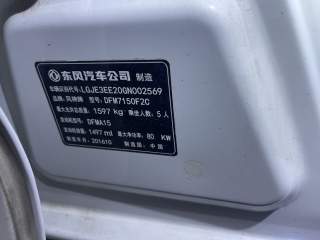 东风汽车公司 制造
车辆识别代号:LGJE3EE20GN002569
品牌:风神牌 型号:DFM7150F2C
最大允许总质量:1597 kg 乘坐人数:5人
发动机型号:DFMA15
发动机排量:1497 ml 最大净功率:80 KW
制造年月:201610 制造国:中国